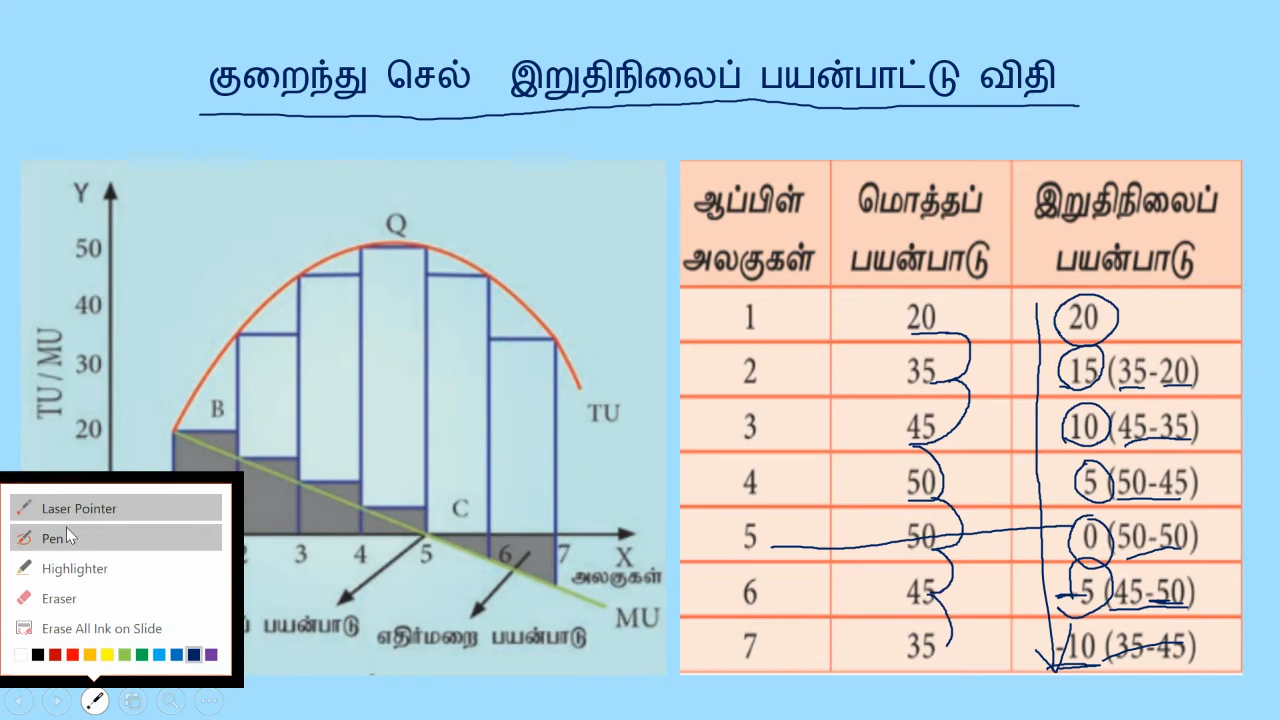 குறைந்து செல் இறுதிநிலைப் பயன்பாட்டு விதி
Y
Q
50
40
30
20
TU / MU
B
TU
C
2 3 4 5 6 7 X
அலகுகள்
பயன்பாடு
எதிர்மறை பயன்பாடு
MU
ஆப்பிள் அலகுகள் மொத்தப் பயன்பாடு இறுதிநிலைப் பயன்பாடு
1 20 20
2 35 15 (35-20)
3 45 10 (45-35)
4 50 5 (50-45)
5 50 0 (50-50)
6 45 -5 (45-50)
7 35 -10 (35-45)
Laser Pointer
Pen
Highlighter
Eraser
Erase All Ink on Slide